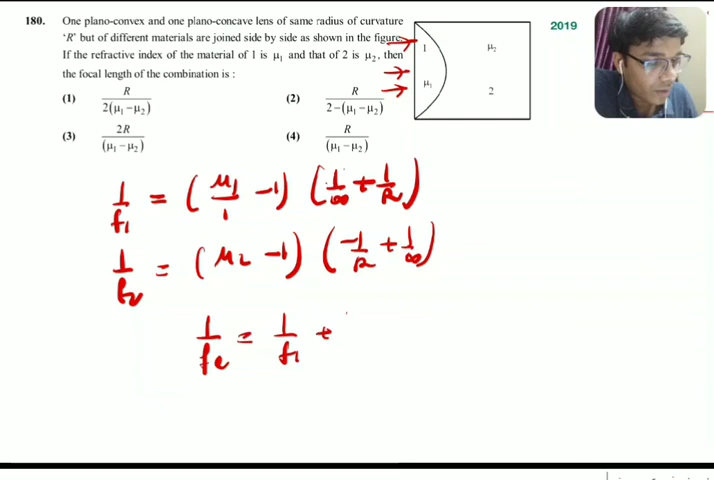 180. One plano-convex and one plano-concave lens of same radius of curvature
'R' but of different materials are joined side by side as shown in the figure.
If the refractive index of the material of 1 is μ₁ and that of 2 is μ₂, then
the focal length of the combination is :
(1) R / 2(μ₁ −μ₂)
(2) R / 2−(μ₁ −μ₂)
(3) 2R / (μ₁ −μ₂)
(4) R / (μ₁ −μ₂)
1
μ₂
μ₁
2
2019
1/f₁ = (μ₁/1 − 1) (1/∞ + 1/R)
1/f₂ = (μ₂ − 1) (−1/R + 1/∞)
1/fe = 1/f₁ +